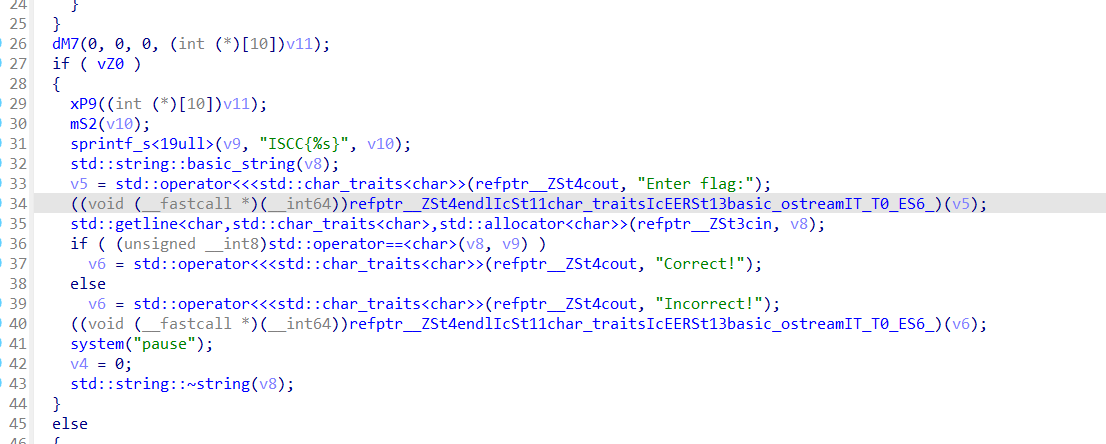 24 }
25 }
26 dM7(0, 0, 0, (int (*)[10])v11);
27 if ( vZ0 )
28 {
29 xP9((int (*)[10])v11);
30 mS2(v10);
31 sprintf_s<19ull>(v9, "ISCC{%s}", v10);
32 std::string::basic_string(v8);
33 v5 = std::operator<<<std::char_traits<char>>(refptr__ZSt4cout, "Enter flag:");
34 ((void (__fastcall *)(__int64))refptr__ZSt4endlIcSt11char_traitsIcEERSt13basic_ostreamIT_T0_ES6_)(v5);
35 std::getline<char,std::char_traits<char>,std::allocator<char>>(refptr__ZSt3cin, v8);
36 if ( (unsigned __int8)std::operator==<char>(v8, v9) )
37 v6 = std::operator<<<std::char_traits<char>>(refptr__ZSt4cout, "Correct!");
38 else
39 v6 = std::operator<<<std::char_traits<char>>(refptr__ZSt4cout, "Incorrect!");
40 ((void (__fastcall *)(__int64))refptr__ZSt4endlIcSt11char_traitsIcEERSt13basic_ostreamIT_T0_ES6_)(v6);
41 system("pause");
42 v4 = 0;
43 std::string::~string(v8);
44 }
45 else
46 {